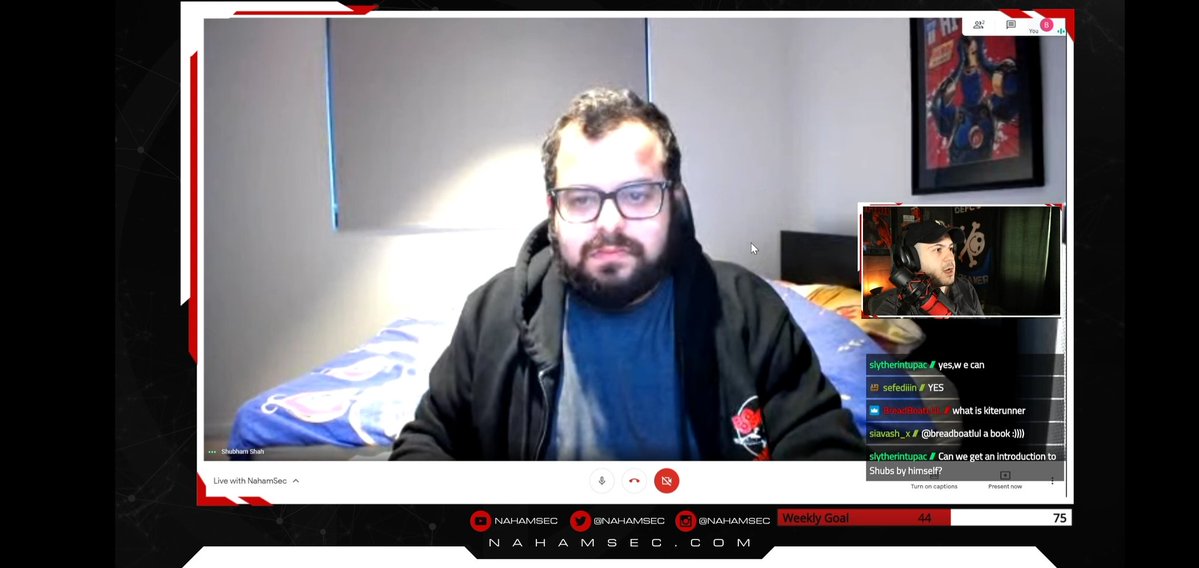 You
B
DEFC
Shubham Shah
Live with NahamSec
slytherintupac // yes,w e can
sefediiin // YES
what is kiterunner
siavash_x // @breadboatlul a book :))))
slytherintupac // Can we get an introduction to
Shubs by himself?
Turn on captions
Present now
NAHAMSEC
@NAHAMSEC
@NAHAMSEC
Weekly Goal 44 75
NAHAMSEC.COM